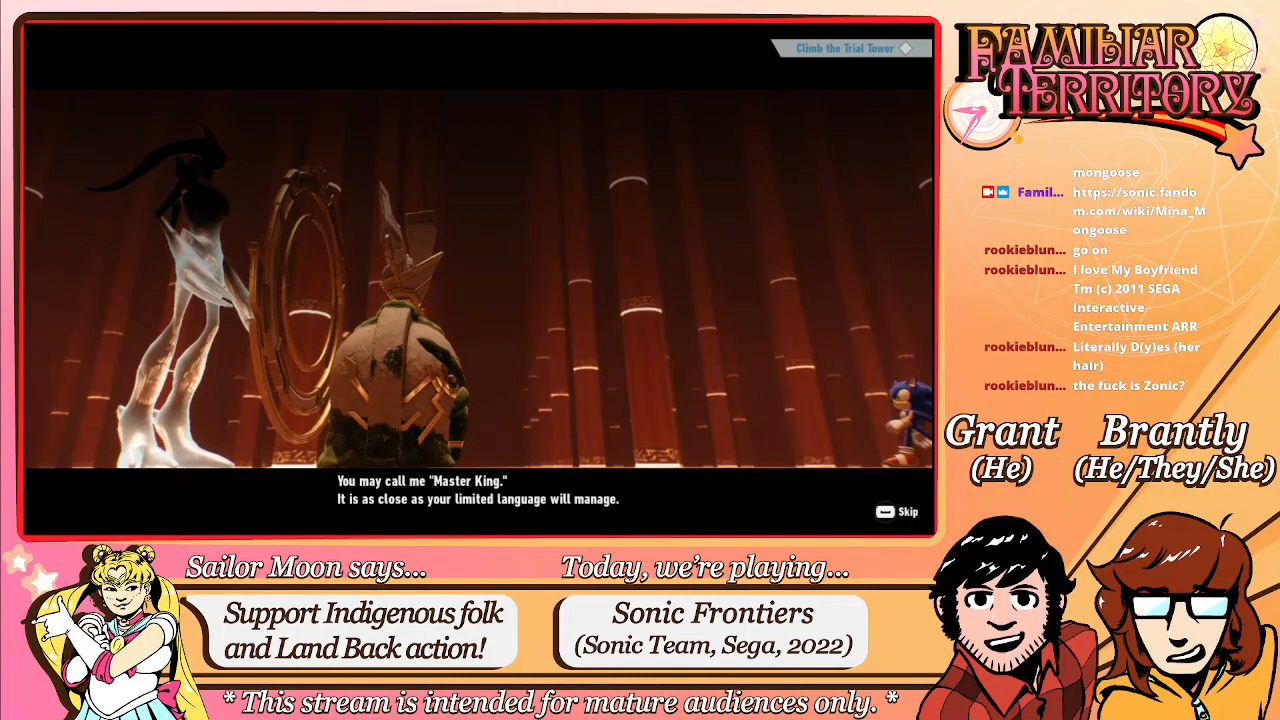 Climb the Trial Tower
You may call me "Master King."
It is as close as your limited language will manage.
Skip
FAMILIAR
TERRITORY
mongoose
Famil... https://sonic.fando
m.com/wiki/Mina_M
ongoose
rookieblun... go on
rookieblun... I love My Boyfriend
Tm (c) 2011 SEGA
Interactive
Entertainment ARR
rookieblun... Literally D(y)es (her
hair)
rookieblun... the fuck is Zonic?
Grant
(He)
Brantly
(He/They/She)
Sailor Moon says...
Support Indigenous folk
and Land Back action!
Today, we're playing...
Sonic Frontiers
(Sonic Team, Sega, 2022)
* This stream is intended for mature audiences only. *